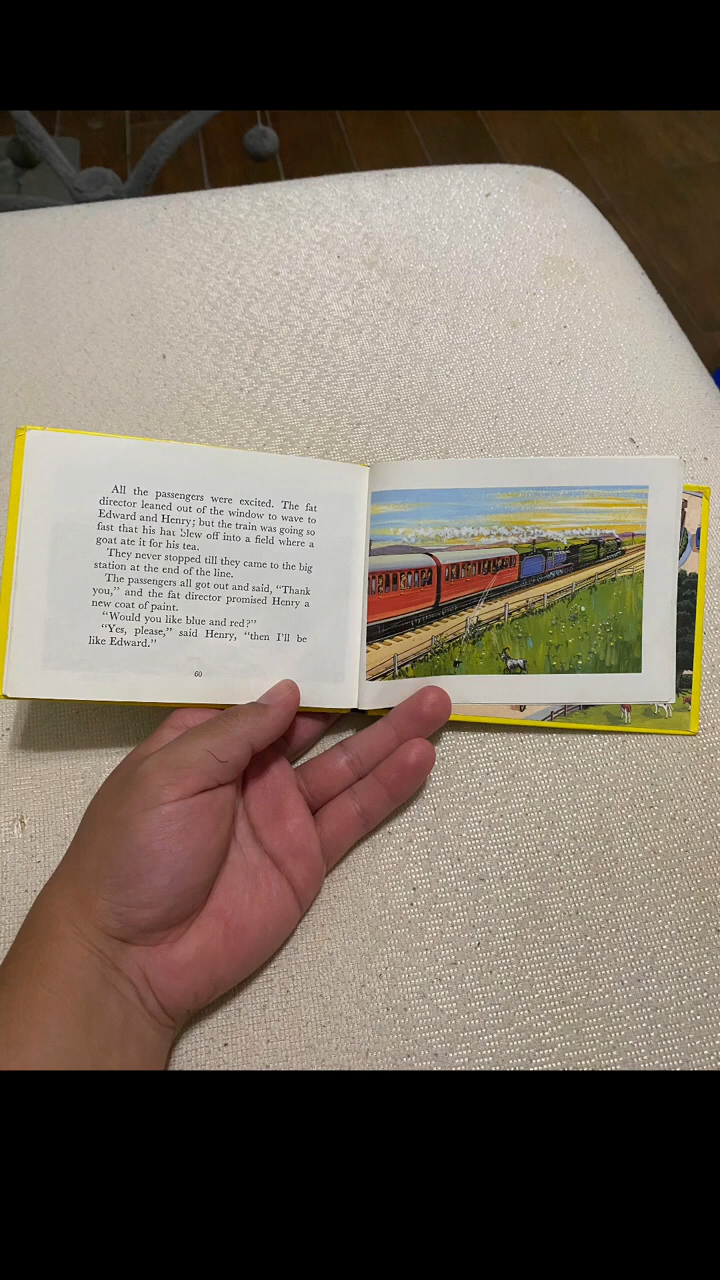 All the passengers were excited. The fat
director leaned out of the window to wave to
Edward and Henry; but the train was going so
fast that his hat blew off into a field where a
goat ate it for his tea.
They never stopped till they came to the big
station at the end of the line.
The passengers all got out and said, “Thank
you,” and the fat director promised Henry a
new coat of paint.
“Would you like blue and red?”
“Yes, please,” said Henry, “then I’ll be
like Edward.”
60